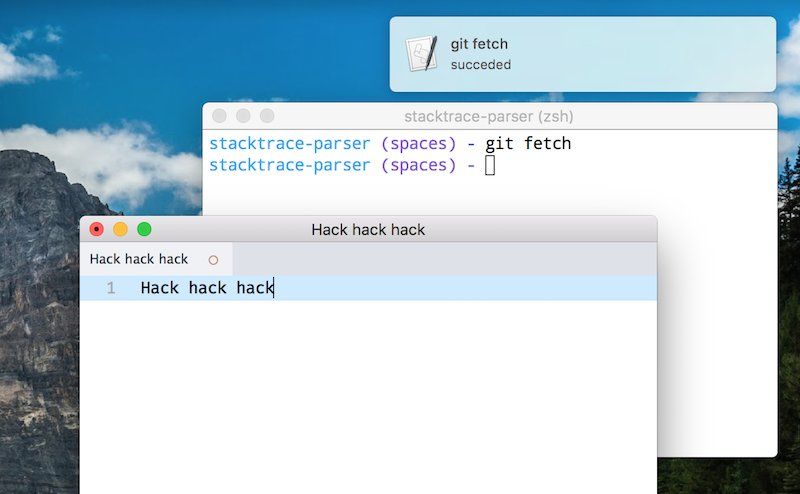 git fetch
succeded
stacktrace-parser (zsh)
stacktrace-parser (spaces) - git fetch
stacktrace-parser (spaces) -
Hack hack hack
Hack hack hack
1 Hack hack hack